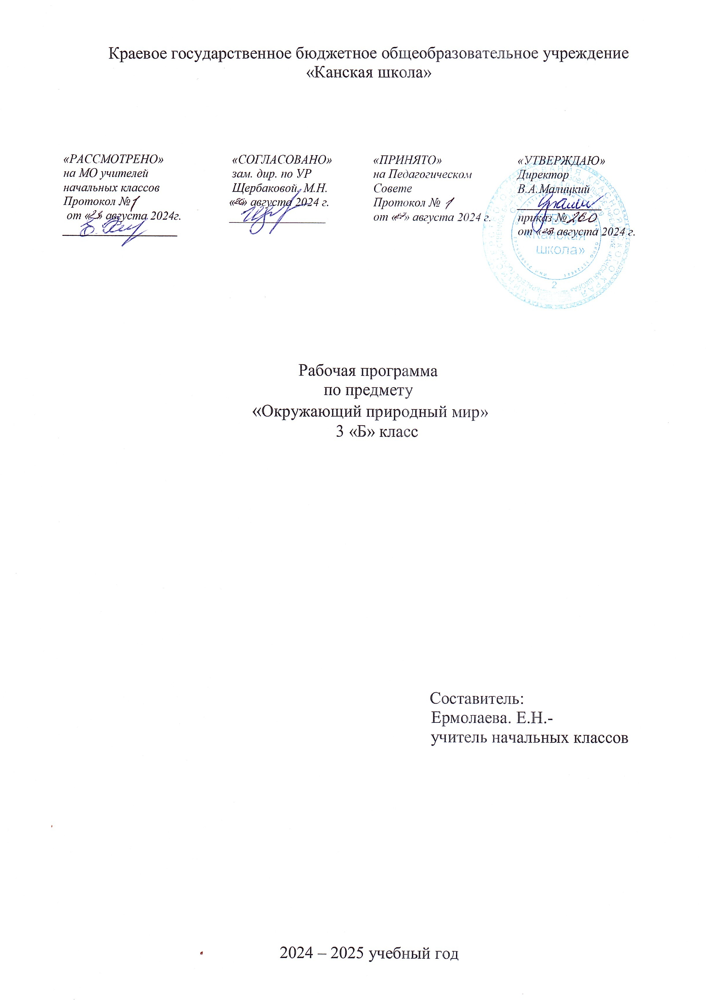 Краевое государственное бюджетное общеобразовательное учреждение
«Канская школа»
«РАССМОТРЕНО»
на МО учителей
начальных классов
Протокол №1
от «23» августа 2024г.
«СОГЛАСОВАНО»
зам. дир. по УР
Щербаковой, М.Н.
«26» августа 2024 г.
«ПРИНЯТО»
на Педагогическом
Совете
Протокол № 1
от «27» августа 2024 г.
«УТВЕРЖДАЮ»
Директор
В.А.Малицкий
приказ № 260
от «28 августа 2024 г.
«Канская
школа»
2
Рабочая программа
по предмету
«Окружающий природный мир»
3 «Б» класс
Составитель:
Ермолаева. Е.Н.-
учитель начальных классов
2024 – 2025 учебный год